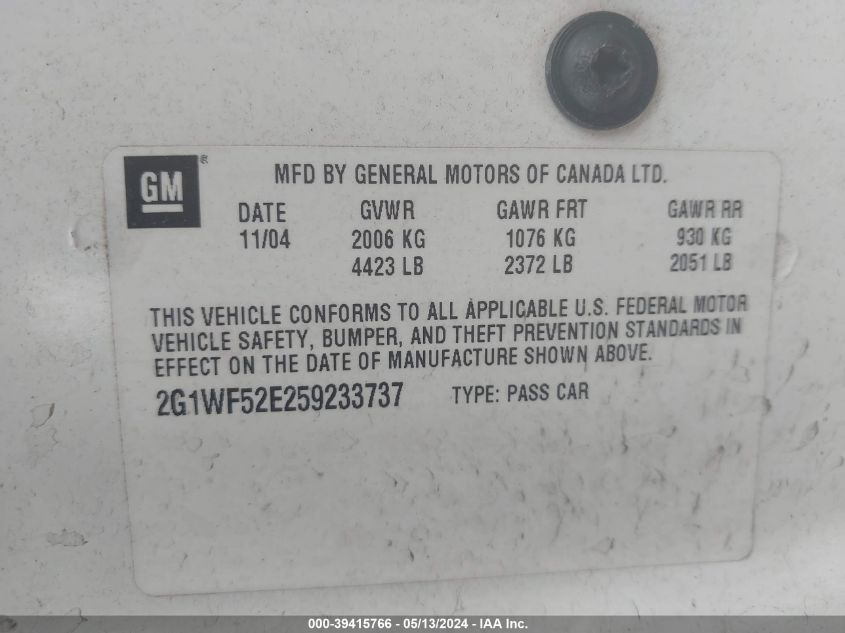 GM®
MFD BY GENERAL MOTORS OF CANADA LTD.
DATE GVWR GAWR FRT GAWR RR
11/04 2006 KG 1076 KG 930 KG
4423 LB 2372 LB 2051 LB
THIS VEHICLE CONFORMS TO ALL APPLICABLE U.S. FEDERAL MOTOR
VEHICLE SAFETY, BUMPER, AND THEFT PREVENTION STANDARDS IN
EFFECT ON THE DATE OF MANUFACTURE SHOWN ABOVE.
2G1WF52E259233737 TYPE: PASS CAR
000-39415766 - 05/13/2024 - IAA Inc.